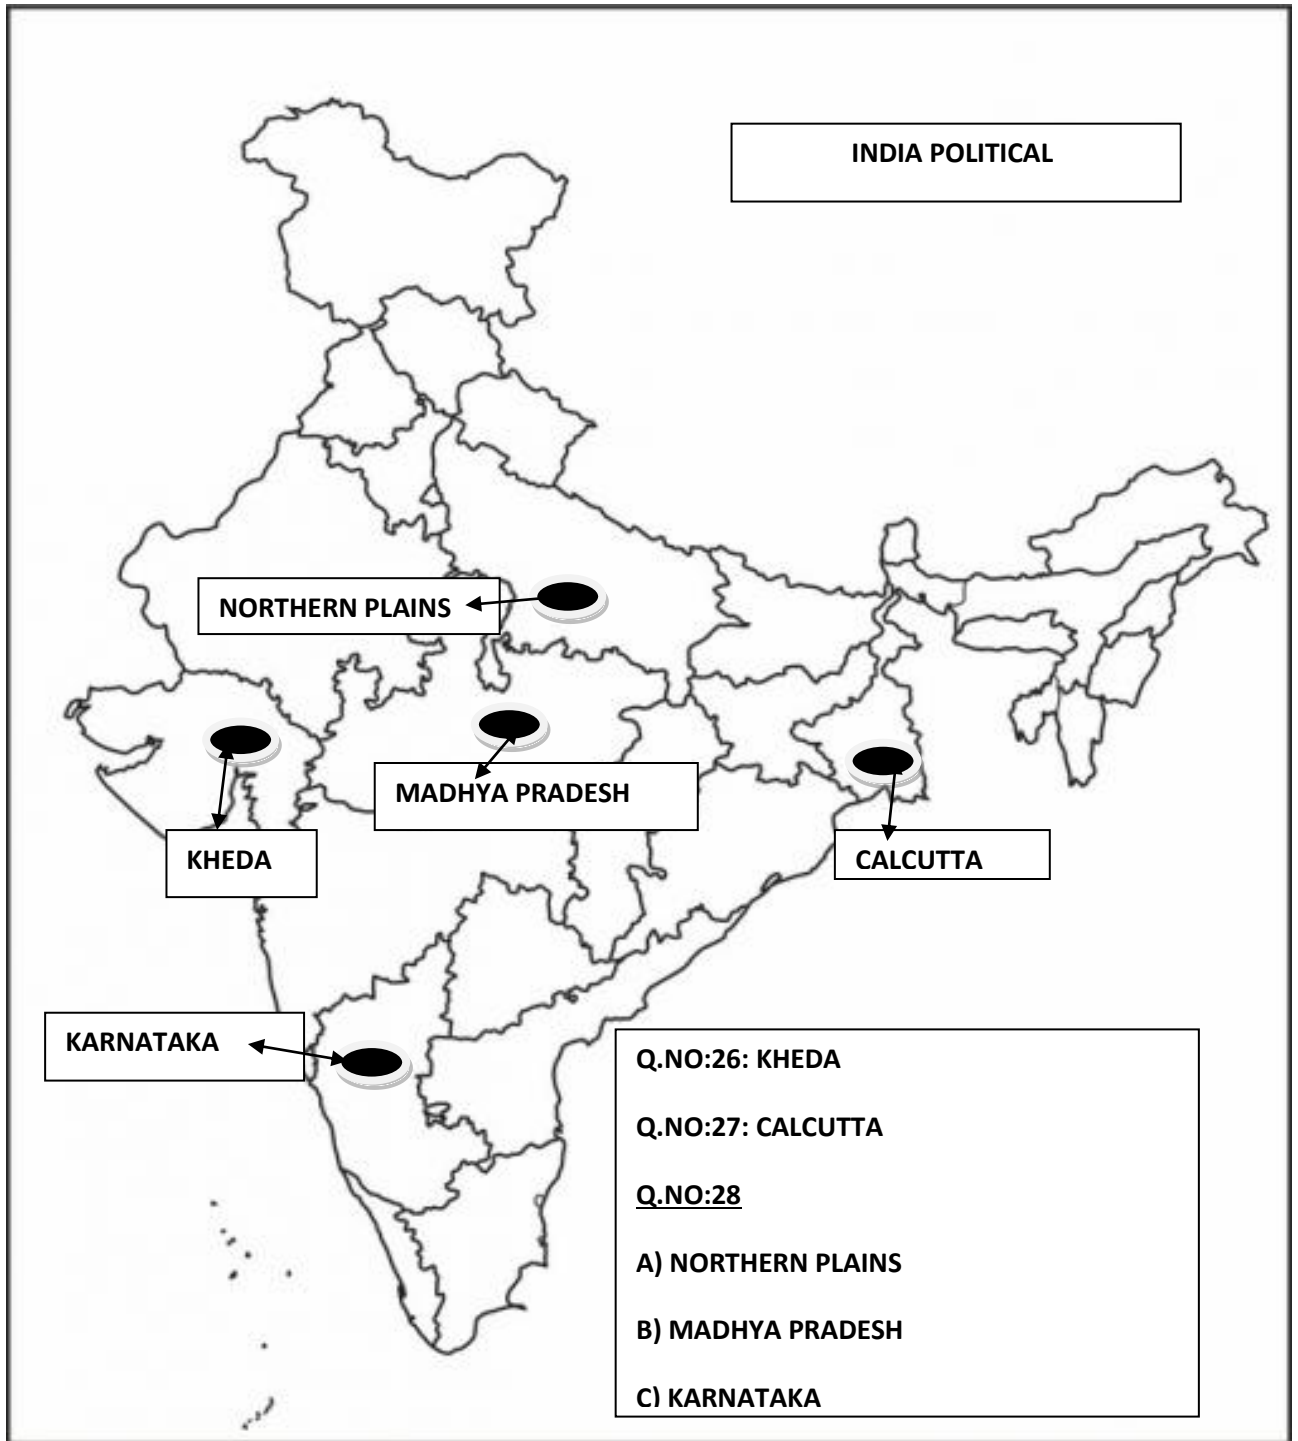 INDIA POLITICAL
NORTHERN PLAINS
MADHYA PRADESH
KHEDA
CALCUTTA
KARNATAKA
Q.NO:26: KHEDA
Q.NO:27: CALCUTTA
Q.NO:28
A) NORTHERN PLAINS
B) MADHYA PRADESH
C) KARNATAKA